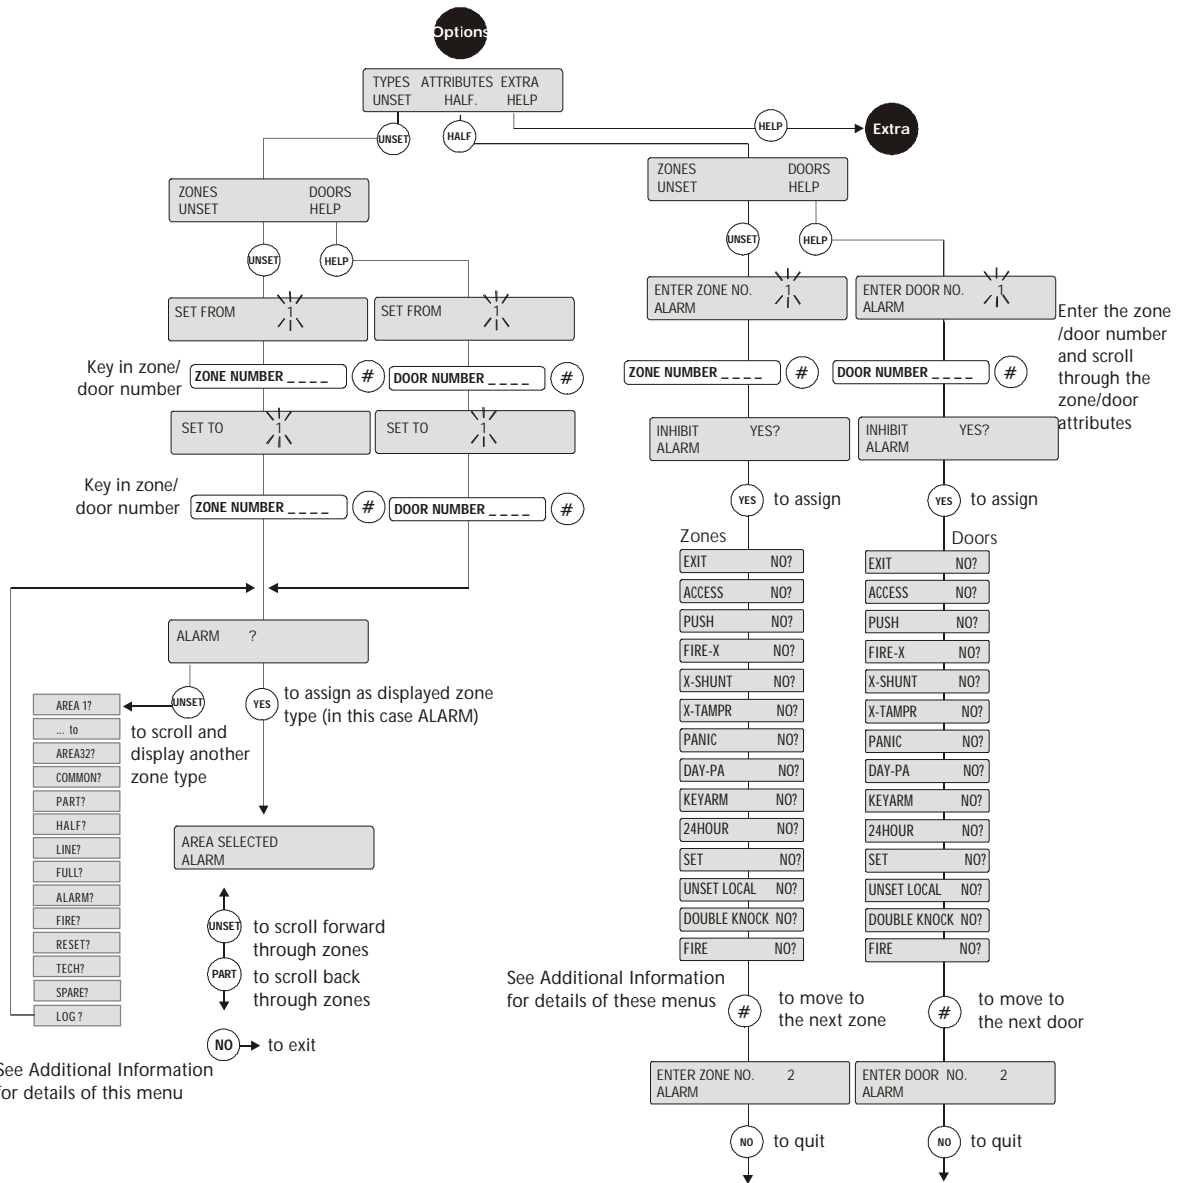 Options
TYPES ATTRIBUTES EXTRA
UNSET HALF. HELP
UNSET
HALF
HELP
Extra
ZONES DOORS
UNSET HELP
UNSET
HELP
SET FROM 1
SET FROM 1
Key in zone/
door number
ZONE NUMBER _ _ _ _
#
DOOR NUMBER _ _ _ _
#
SET TO 1
SET TO 1
Key in zone/
door number
ZONE NUMBER _ _ _ _
#
DOOR NUMBER _ _ _ _
#
ALARM ?
UNSET
to scroll and
display another
zone type
YES
to assign as displayed zone
type (in this case ALARM)
AREA 1?
... to
AREA32?
COMMON?
PART?
HALF?
LINE?
FULL?
ALARM?
FIRE?
RESET?
TECH?
SPARE?
LOG ?
See Additional Information
for details of this menu
AREA SELECTED
ALARM
UNSET
to scroll forward
through zones
PART
to scroll back
through zones
NO
to exit
ZONES DOORS
UNSET HELP
UNSET
HELP
ENTER ZONE NO. 1
ALARM
ENTER DOOR NO. 1
ALARM
Enter the zone
/door number
and scroll
through the
zone/door
attributes
ZONE NUMBER _ _ _ _
#
DOOR NUMBER _ _ _ _
#
INHIBIT YES?
ALARM
INHIBIT YES?
ALARM
YES
to assign
YES
to assign
Zones
EXIT NO?
ACCESS NO?
PUSH NO?
FIRE-X NO?
X-SHUNT NO?
X-TAMPR NO?
PANIC NO?
DAY-PA NO?
KEYARM NO?
24HOUR NO?
SET NO?
UNSET LOCAL NO?
DOUBLE KNOCK NO?
FIRE NO?
Doors
EXIT NO?
ACCESS NO?
PUSH NO?
FIRE-X NO?
X-SHUNT NO?
X-TAMPR NO?
PANIC NO?
DAY-PA NO?
KEYARM NO?
24HOUR NO?
SET NO?
UNSET LOCAL NO?
DOUBLE KNOCK NO?
FIRE NO?
See Additional Information
for details of these menus
#
to move to
the next zone
#
to move to
the next door
ENTER ZONE NO. 2
ALARM
ENTER DOOR NO. 2
ALARM
NO
to quit
NO
to quit